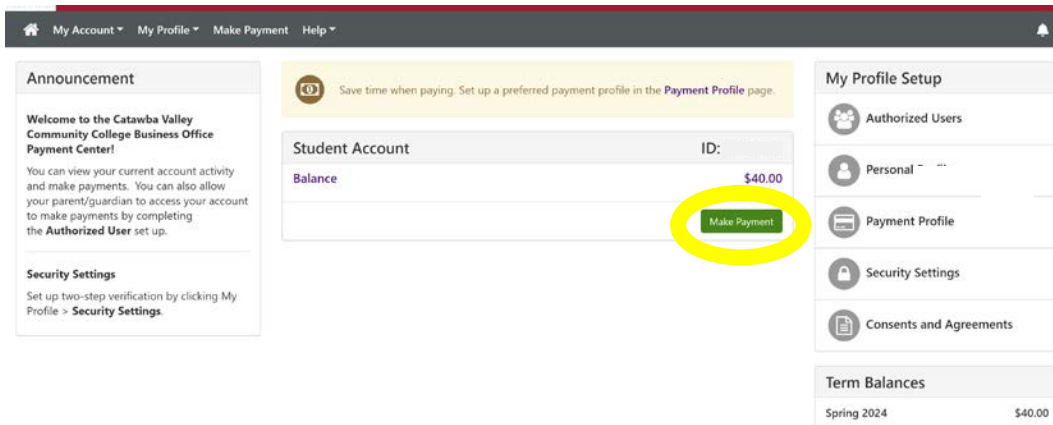 My Account My Profile Make Payment Help
Announcement
Welcome to the Catawba Valley
Community College Business Office
Payment Center!
You can view your current account activity
and make payments. You can also allow
your parent/guardian to access your account
to make payments by completing
the Authorized User set up.
Security Settings
Set up two-step verification by clicking My
Profile > Security Settings.
Save time when paying. Set up a preferred payment profile in the Payment Profile page.
Student Account ID:
Balance $40.00
Make Payment
My Profile Setup
Authorized Users
Personal
Payment Profile
Security Settings
Consents and Agreements
Term Balances
Spring 2024 $40.00